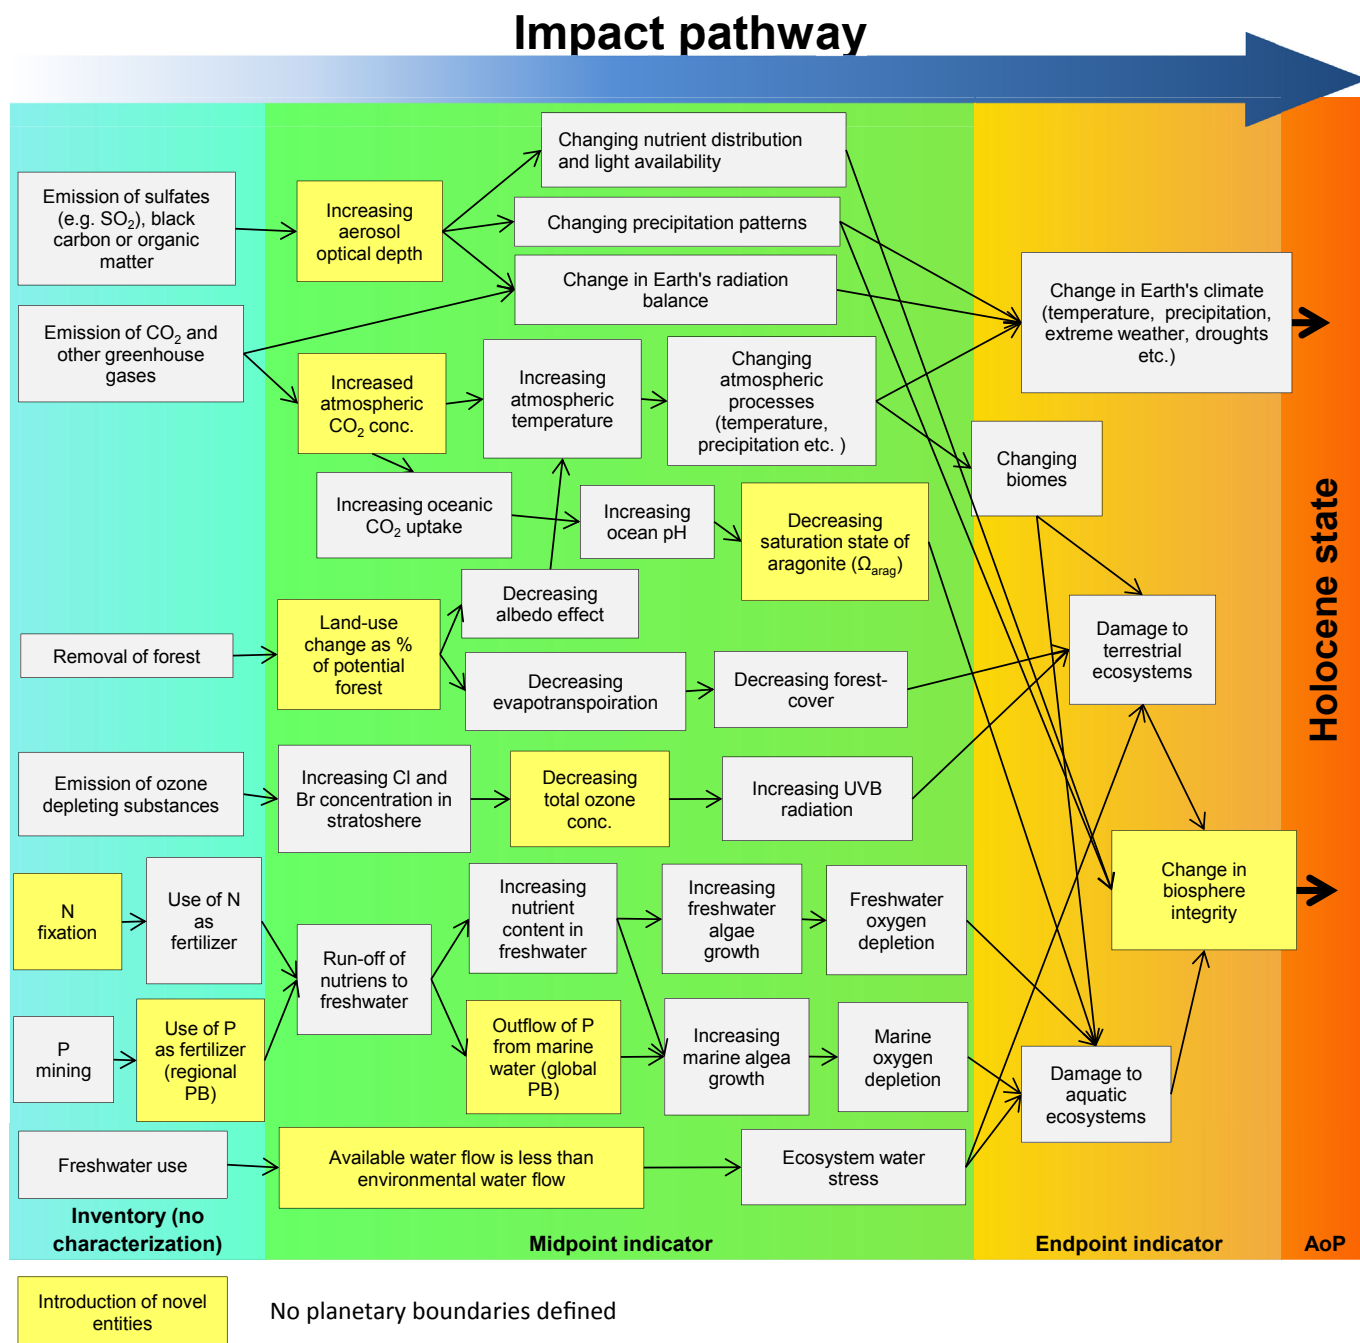 Impact pathway
Changing nutrient distribution
and light availability
Emission of sulfates
(e.g. SO₂), black
carbon or organic
matter
Increasing
aerosol
optical depth
Changing precipitation patterns
Change in Earth's radiation
balance
Change in Earth's climate
(temperature, precipitation,
extreme weather, droughts
etc.)
Emission of CO₂ and
other greenhouse
gases
Increased
atmospheric
CO₂ conc.
Increasing
atmospheric
temperature
Changing
atmospheric
processes
(temperature,
precipitation etc. )
Changing
biomes
Increasing oceanic
CO₂ uptake
Increasing
ocean pH
Decreasing
saturation state of
aragonite (Ωarag)
Holocene state
Decreasing
albedo effect
Removal of forest
Land-use
change as %
of potential
forest
Damage to
terrestrial
ecosystems
Decreasing
evapotranspoiration
Decreasing forest-
cover
Emission of ozone
depleting substances
Increasing Cl and
Br concentration in
stratoshere
Decreasing
total ozone
conc.
Increasing UVB
radiation
N
fixation
Use of N
as
fertilizer
Run-off of
nutriens to
freshwater
Increasing
nutrient
content in
freshwater
Increasing
freshwater
algae
growth
Freshwater
oxygen
depletion
Change in
biosphere
integrity
P
mining
Use of P
as fertilizer
(regional
PB)
Outflow of P
from marine
water (global
PB)
Increasing
marine algea
growth
Marine
oxygen
depletion
Damage to
aquatic
ecosystems
Freshwater use
Available water flow is less than
environmental water flow
Ecosystem water
stress
Inventory (no
characterization)
Midpoint indicator
Endpoint indicator
AoP
Introduction of novel
entities
No planetary boundaries defined